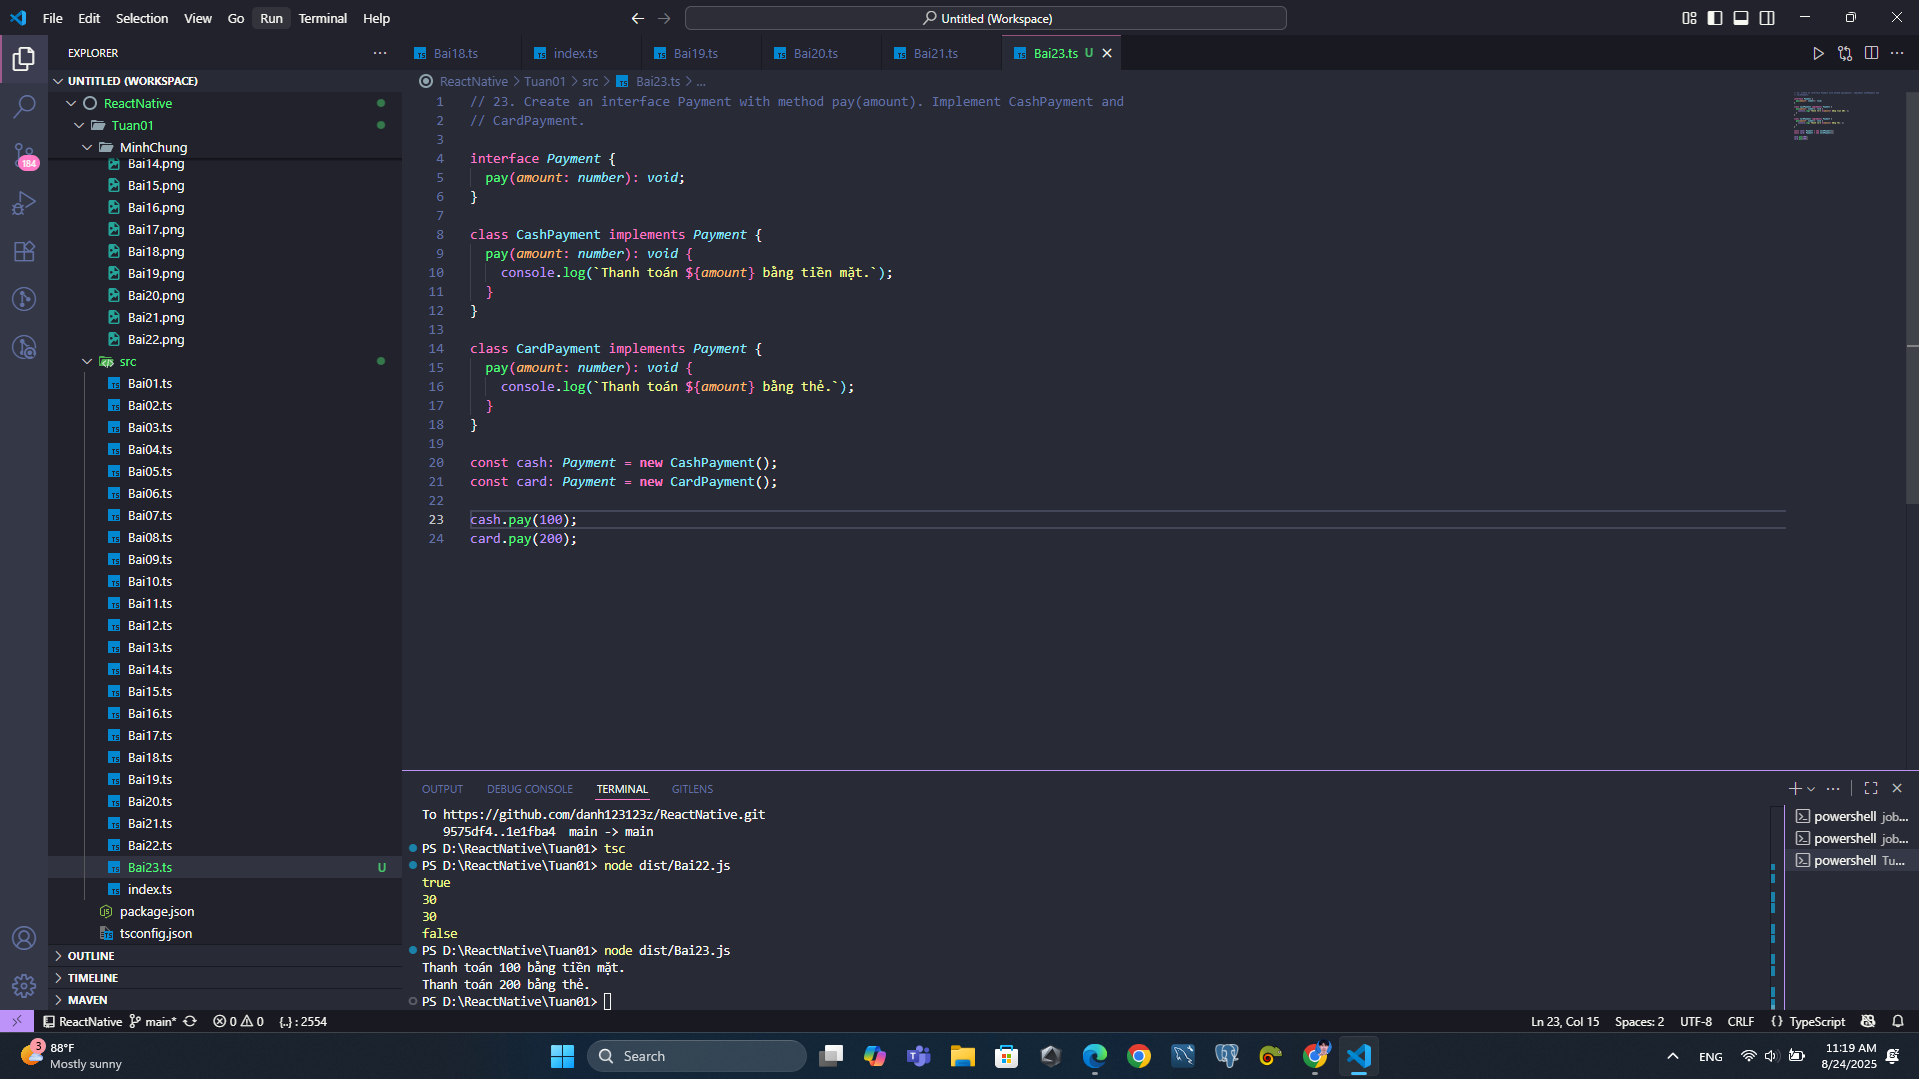 File Edit Selection View Go Run Terminal Help
Untitled (Workspace)
EXPLORER
Bai18.ts index.ts Bai19.ts Bai20.ts Bai21.ts Bai23.ts U
UNTITLED (WORKSPACE)
ReactNative > Tuan01 > src > Bai23.ts > ...
ReactNative
Tuan01
MinhChung
Bai14.png
Bai15.png
Bai16.png
Bai17.png
Bai18.png
Bai19.png
Bai20.png
Bai21.png
Bai22.png
src
Bai01.ts
Bai02.ts
Bai03.ts
Bai04.ts
Bai05.ts
Bai06.ts
Bai07.ts
Bai08.ts
Bai09.ts
Bai10.ts
Bai11.ts
Bai12.ts
Bai13.ts
Bai14.ts
Bai15.ts
Bai16.ts
Bai17.ts
Bai18.ts
Bai19.ts
Bai20.ts
Bai21.ts
Bai22.ts
Bai23.ts U
index.ts
package.json
tsconfig.json
OUTLINE
TIMELINE
MAVEN
184
1 // 23. Create an interface Payment with method pay(amount). Implement CashPayment and
2 // CardPayment.
3
4 interface Payment {
5 pay(amount: number): void;
6 }
7
8 class CashPayment implements Payment {
9 pay(amount: number): void {
10 console.log(`Thanh toán ${amount} bằng tiền mặt.`);
11 }
12 }
13
14 class CardPayment implements Payment {
15 pay(amount: number): void {
16 console.log(`Thanh toán ${amount} bằng thẻ.`);
17 }
18 }
19
20 const cash: Payment = new CashPayment();
21 const card: Payment = new CardPayment();
22
23 cash.pay(100);
24 card.pay(200);
OUTPUT DEBUG CONSOLE TERMINAL GITLENS
To https://github.com/danh123123z/ReactNative.git
9575df4..1e1fba4 main -> main
PS D:\ReactNative\Tuan01> tsc
PS D:\ReactNative\Tuan01> node dist/Bai22.js
true
30
30
false
PS D:\ReactNative\Tuan01> node dist/Bai23.js
Thanh toán 100 bằng tiền mặt.
Thanh toán 200 bằng thẻ.
PS D:\ReactNative\Tuan01>
powershell job...
powershell job...
powershell Tu...
ReactNative main* 0 0 {..} : 2554
Ln 23, Col 15 Spaces: 2 UTF-8 CRLF {} TypeScript
3 88°F
Mostly sunny
Search
ENG
11:19 AM
8/24/2025